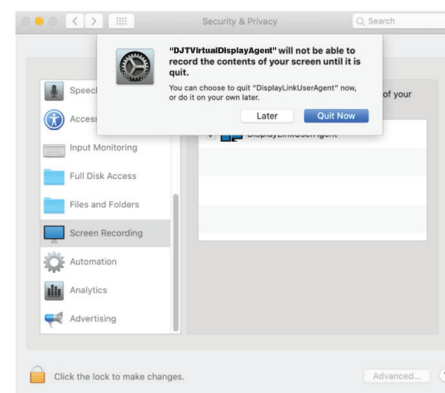 Security & Privacy
Search
"DJTVirtualDisplayAgent" will not be able to
record the contents of your screen until it is
quit.
You can choose to quit "DisplayLinkUserAgent" now,
or do it on your own later.
Later
Quit Now
of your
Speec
Access
DisplayLinkUserAgent
Input Monitoring
Full Disk Access
Files and Folders
Screen Recording
Automation
Analytics
Advertising
Click the lock to make changes.
Advanced...